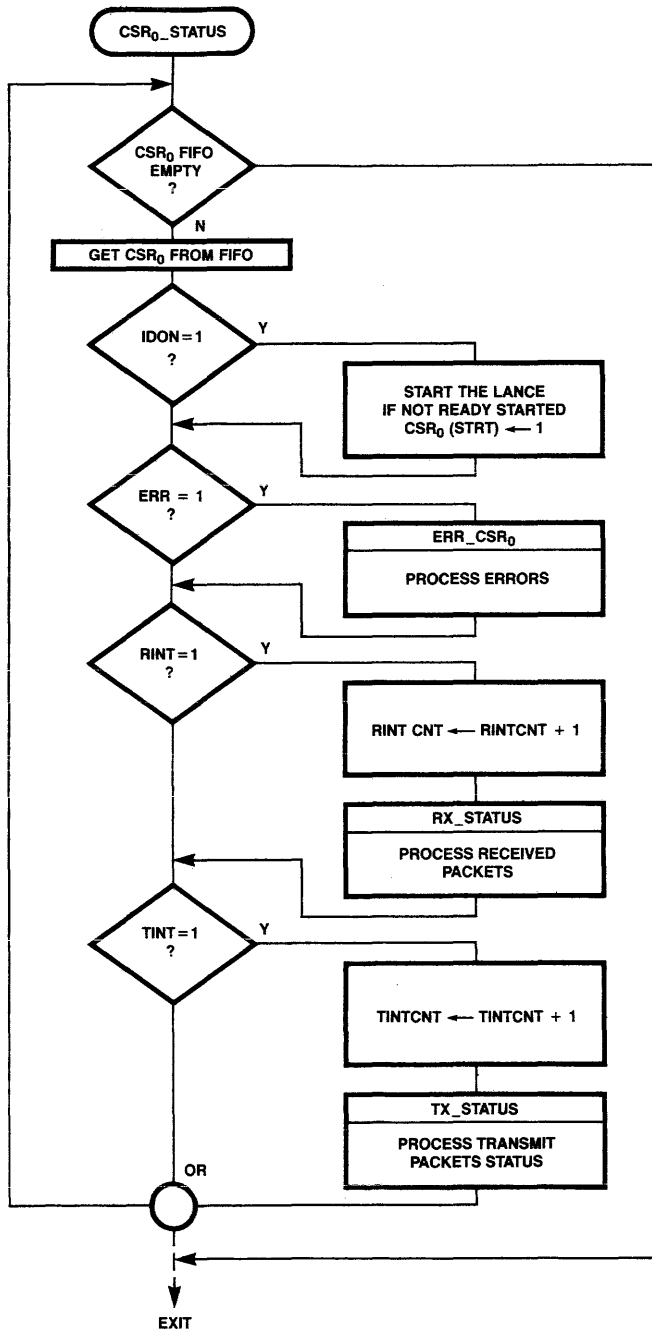 CSR₀_STATUS
CSR₀ FIFO
EMPTY
?
N
GET CSR₀ FROM FIFO
IDON=1
?
Y
START THE LANCE
IF NOT READY STARTED
CSR₀ (STRT) ← 1
ERR = 1
?
Y
ERR_CSR₀
PROCESS ERRORS
RINT=1
?
Y
RINT CNT ← RINTCNT + 1
RX_STATUS
PROCESS RECEIVED
PACKETS
TINT=1
?
Y
TINTCNT ← TINTCNT + 1
TX_STATUS
PROCESS TRANSMIT
PACKETS STATUS
OR
EXIT